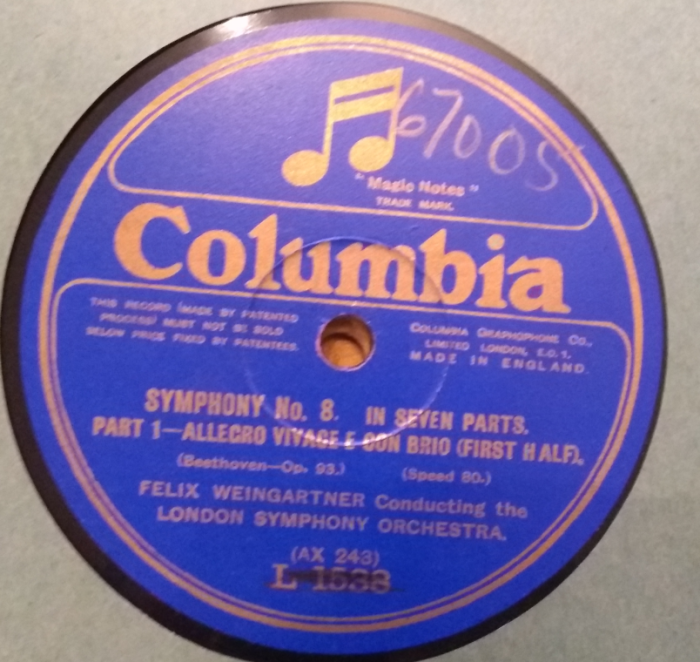 67005
" Magic Notes "
TRADE MARK.
Columbia
THIS RECORD (MADE BY PATENTED
PROCESS) MUST NOT BE SOLD
BELOW PRICE FIXED BY PATENTEES.
COLUMBIA GRAPHOPHONE CO.,
LIMITED LONDON, E.C.1.
MADE IN ENGLAND.
SYMPHONY No. 8. IN SEVEN PARTS.
PART 1—ALLEGRO VIVACE E CON BRIO (FIRST HALF).
(Beethoven—Op. 93.) (Speed 80.)
FELIX WEINGARTNER Conducting the
LONDON SYMPHONY ORCHESTRA.
(AX 243)
L 1538